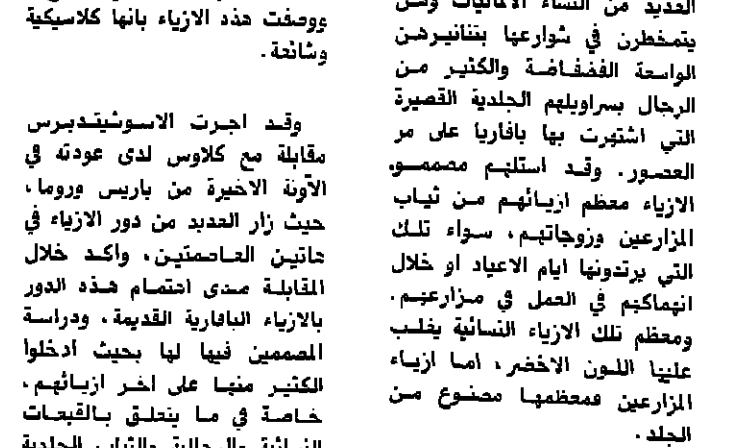 العديد من النساء الالمانيات وهن
يتمخطرن في شوارعها بتنانيرهن
الواسعة الفضفاضة والكثير من
الرجال بسراويلهم الجلدية القصيرة
التي اشتهرت بها بافاريا على مر
العصور. وقد استلهم مصممو
الازياء معظم ازيائهم من ثياب
المزارعين وزوجاتهم، سواء تلك
التي يرتدونها ايام الاعياد او خلال
انهماكهم في العمل في مزارعهم.
ومعظم تلك الازياء النسائية يغلب
عليها اللون الاخضر، اما ازياء
المزارعين فمعظمها مصنوع من
الجلد.
ووصفت هذه الازياء بانها كلاسيكية
وشائعة.
وقد اجرت الاسوشيتدبرس
مقابلة مع كلاوس لدى عودته في
الآونة الاخيرة من باريس وروما،
حيث زار العديد من دور الازياء في
هاتين العاصمتين، واكد خلال
المقابلة مدى اهتمام هذه الدور
بالازياء البافارية القديمة، ودراسة
المصممين فيها لها بحيث ادخلوا
الكثير منها على اخر ازيائهم،
خاصة في ما يتعلق بالقبعات
النسائية والرجالية والثياب الجلدية